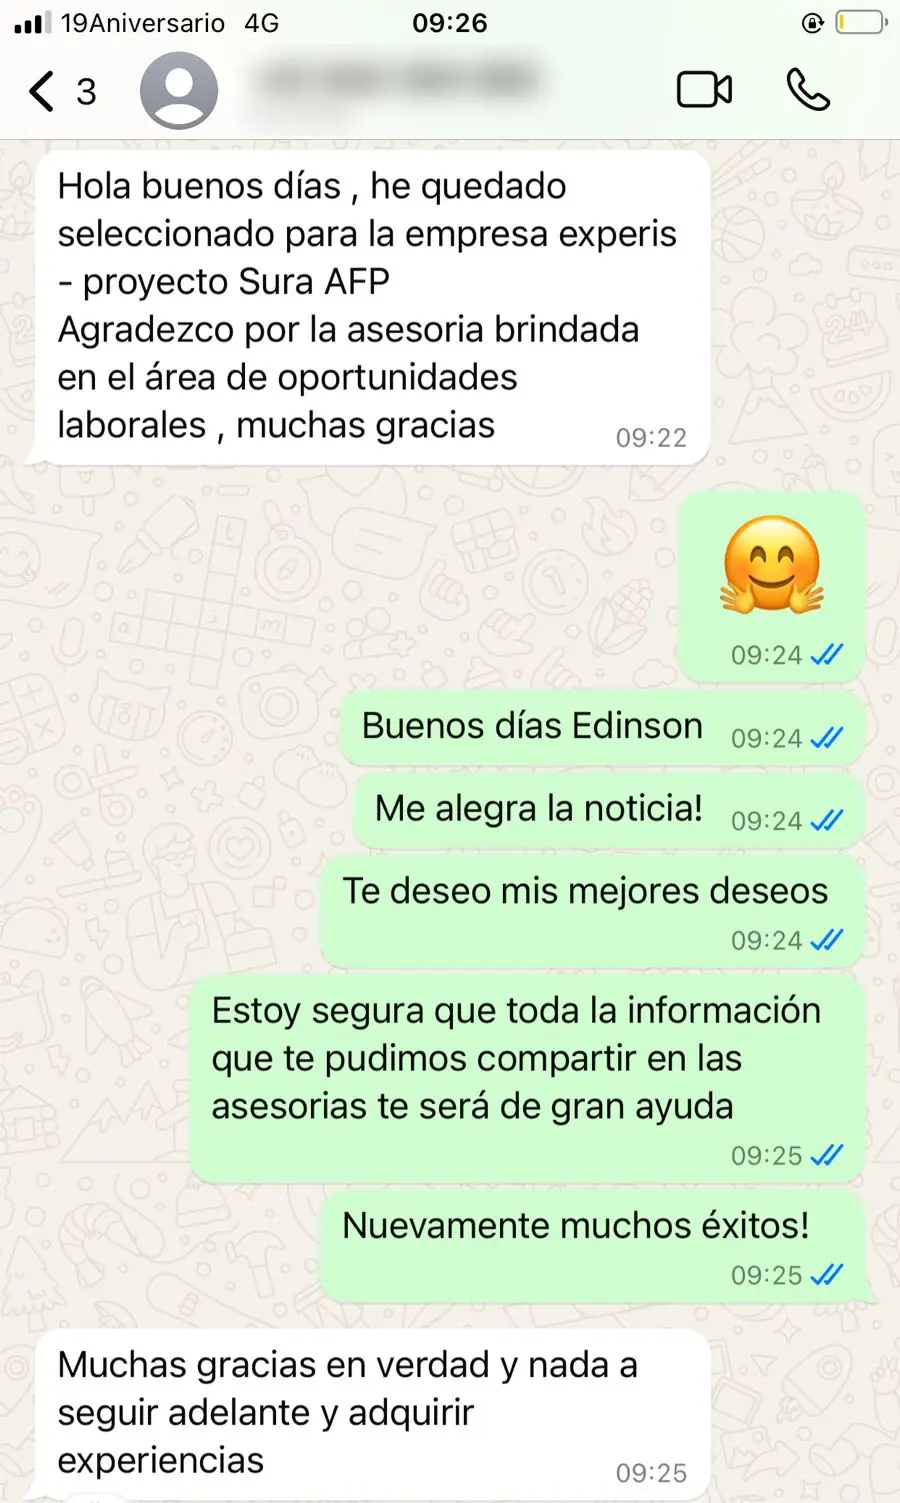 19Aniversario 4G 09:26
3
Hola buenos días , he quedado
seleccionado para la empresa experis
- proyecto Sura AFP
Agradezco por la asesoria brindada
en el área de oportunidades
laborales , muchas gracias 09:22
09:24
Buenos días Edinson 09:24
Me alegra la noticia! 09:24
Te deseo mis mejores deseos
09:24
Estoy segura que toda la información
que te pudimos compartir en las
asesorias te será de gran ayuda
09:25
Nuevamente muchos éxitos!
09:25
Muchas gracias en verdad y nada a
seguir adelante y adquirir
experiencias 09:25